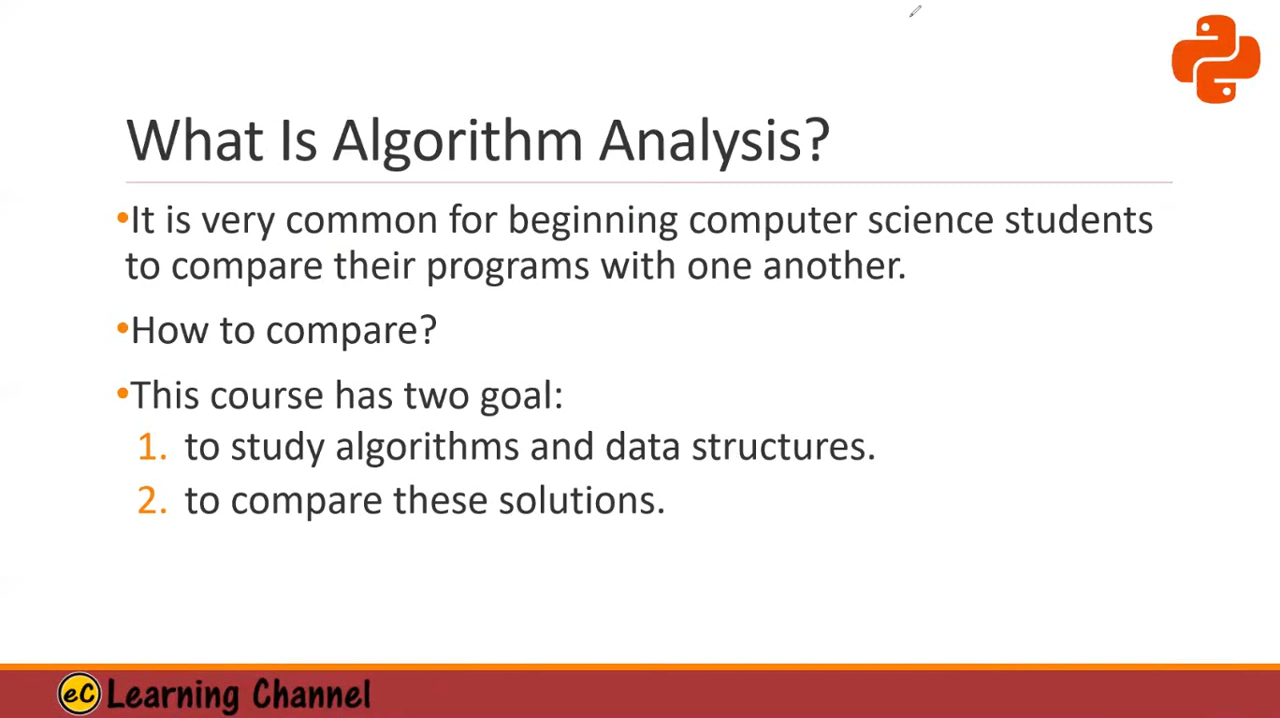 What Is Algorithm Analysis?
•It is very common for beginning computer science students
to compare their programs with one another.
•How to compare?
•This course has two goal:
1. to study algorithms and data structures.
2. to compare these solutions.
eC Learning Channel